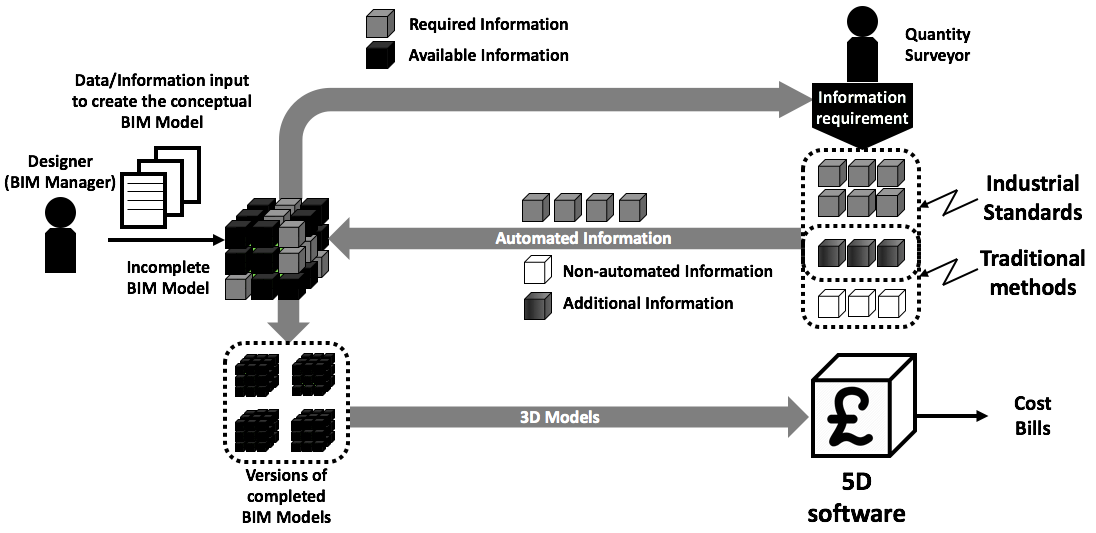 Required Information
Available Information
Quantity
Surveyor
Data/Information input
to create the conceptual
BIM Model
Information
requirement
Designer
(BIM Manager)
Industrial
Standards
Automated Information
Incomplete
BIM Model
Non-automated Information
Additional Information
Traditional
methods
3D Models
£
Cost
Bills
Versions of
completed
BIM Models
5D
software